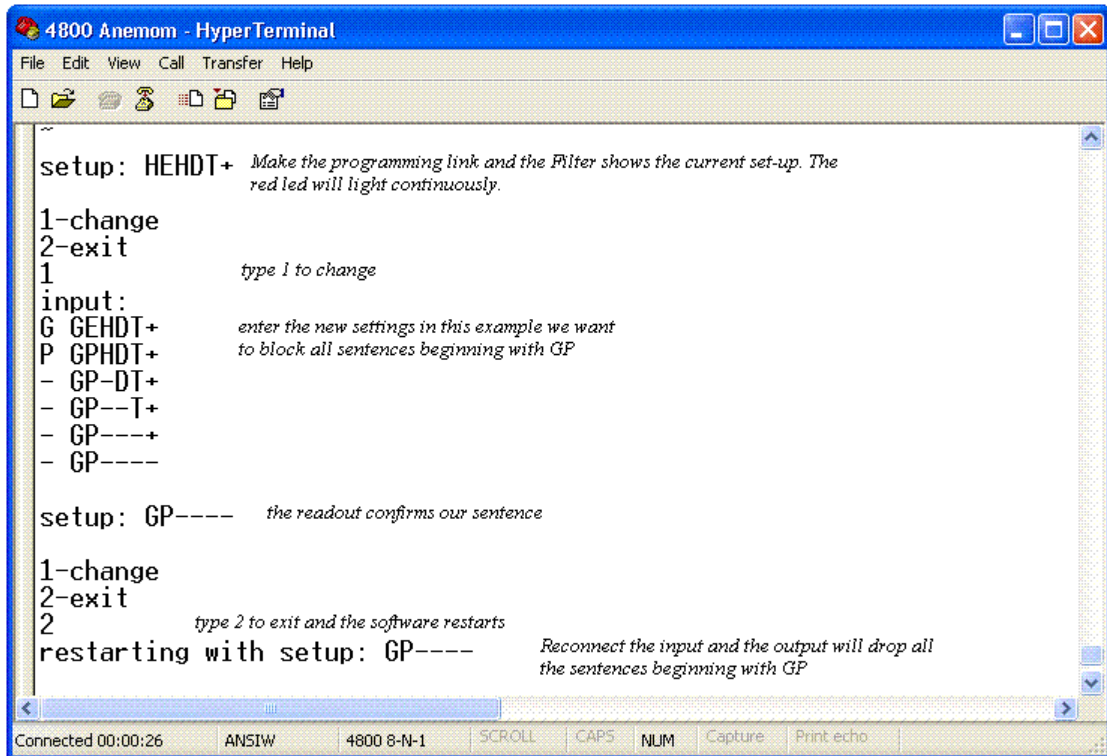 4800 Anemom - HyperTerminal
File Edit View Call Transfer Help
~
setup: HEHDT+ Make the programming link and the Filter shows the current set-up. The
red led will light continuously.
1-change
2-exit
1 type 1 to change
input:
G GEHDT+ enter the new settings in this example we want
P GPHDT+ to block all sentences beginning with GP
- GP-DT+
- GP--T+
- GP---+
- GP----
setup: GP---- the readout confirms our sentence
1-change
2-exit
2 type 2 to exit and the software restarts
restarting with setup: GP---- Reconnect the input and the output will drop all
the sentences beginning with GP
Connected 00:00:26 ANSIW 4800 8-N-1 SCROLL CAPS NUM Capture Print echo